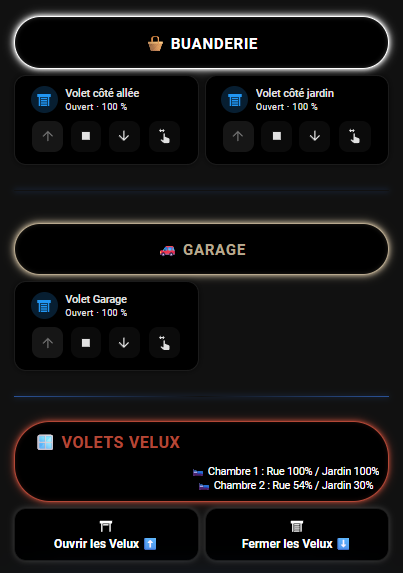 BUANDERIE
Volet côté allée
Ouvert · 100 %
Volet côté jardin
Ouvert · 100 %
GARAGE
Volet Garage
Ouvert · 100 %
VOLETS VELUX
Chambre 1 : Rue 100% / Jardin 100%
Chambre 2 : Rue 54% / Jardin 30%
Ouvrir les Velux ⬆️
Fermer les Velux ⬇️